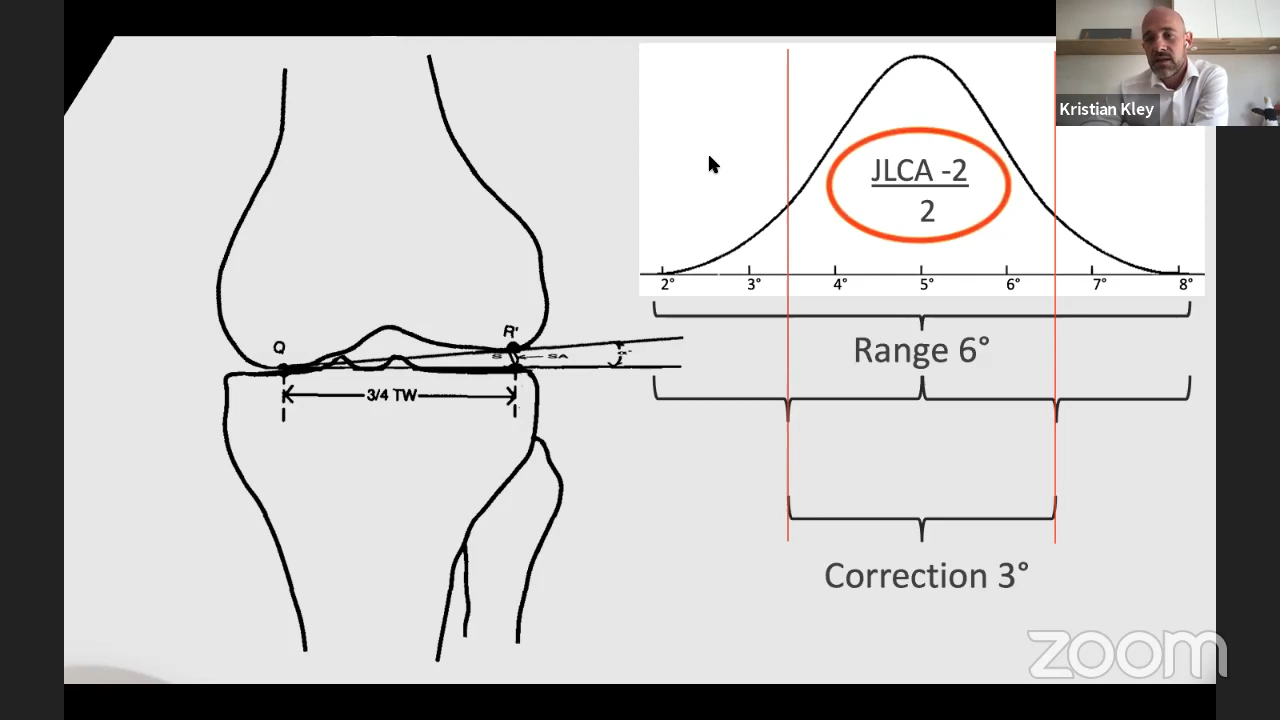 Kristian Kley
JLCA -2
2
2° 3° 4° 5° 6° 7° 8°
Range 6°
Correction 3°
Q
R'
S
SA
3/4 TW
zoom